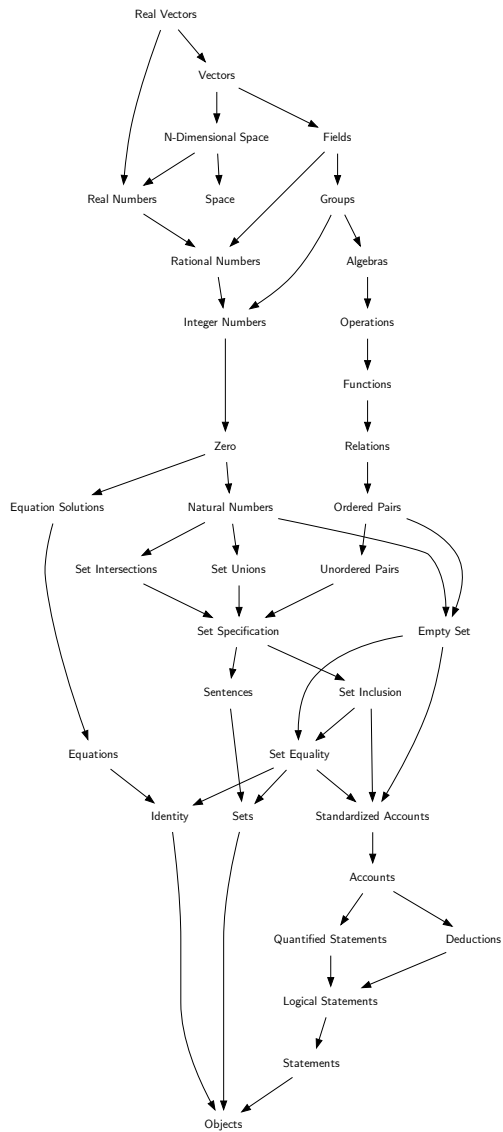 Real Vectors
Vectors
N-Dimensional Space
Fields
Real Numbers
Space
Groups
Rational Numbers
Algebras
Integer Numbers
Operations
Functions
Zero
Relations
Equation Solutions
Natural Numbers
Ordered Pairs
Set Intersections
Set Unions
Unordered Pairs
Set Specification
Empty Set
Sentences
Set Inclusion
Equations
Set Equality
Identity
Sets
Standardized Accounts
Accounts
Quantified Statements
Deductions
Logical Statements
Statements
Objects